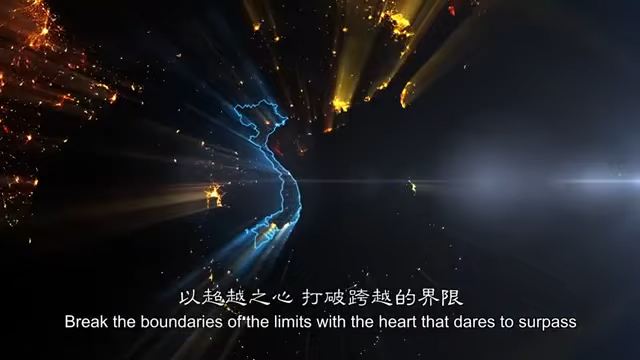 以超越之心 打破跨越的界限
Break the boundaries of the limits with the heart that dares to surpass